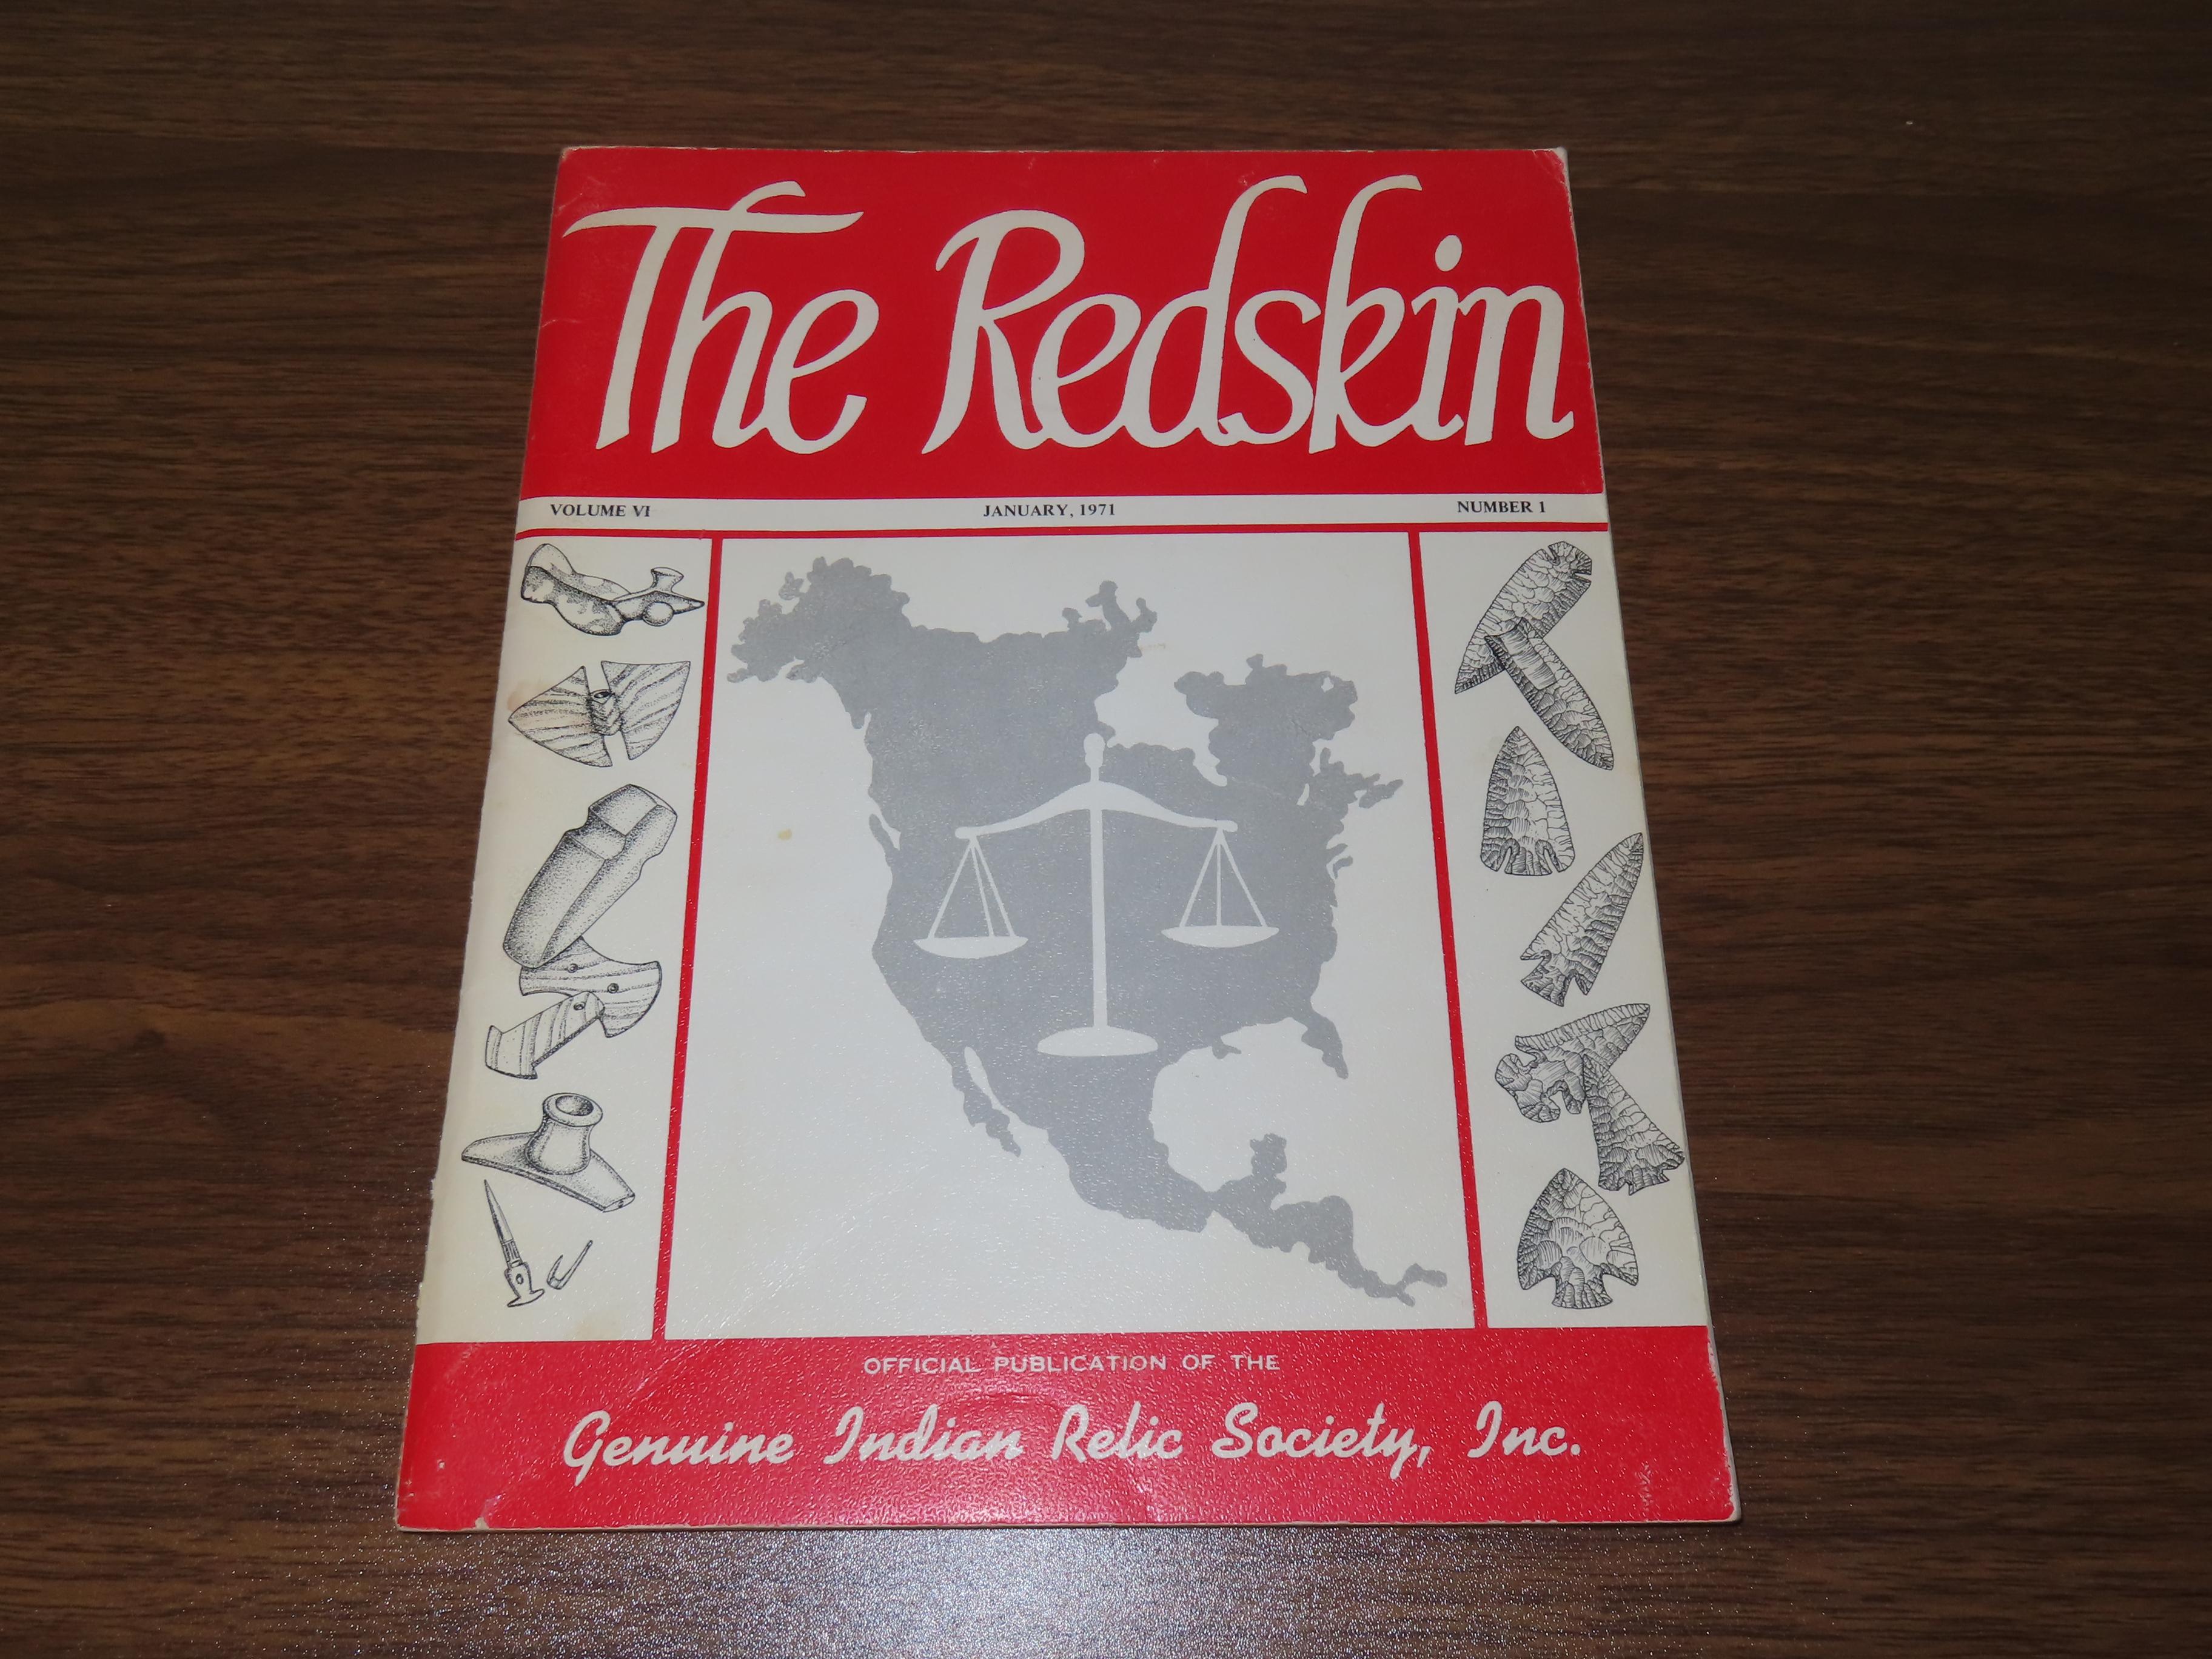 The Redskin
VOLUME VI JANUARY, 1971 NUMBER 1
OFFICIAL PUBLICATION OF THE
Genuine Indian Relic Society, Inc.